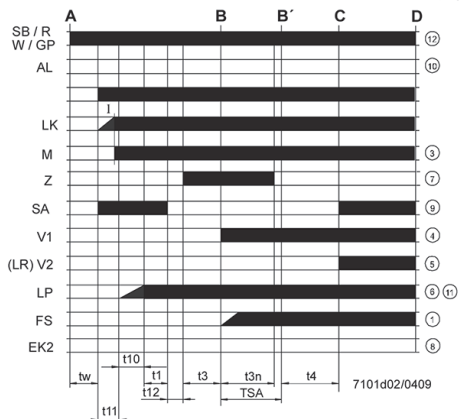 A B B´ C D
SB / R
W / GP ⑫
AL ⑩
1
LK
M ③
Z ⑦
SA ⑨
V1 ④
(LR) V2 ⑤
LP ⑥ ⑪
FS ①
EK2 ⑧
t10
tw t1 t3 t3n t4 7101d02/0409
t12 TSA
t11